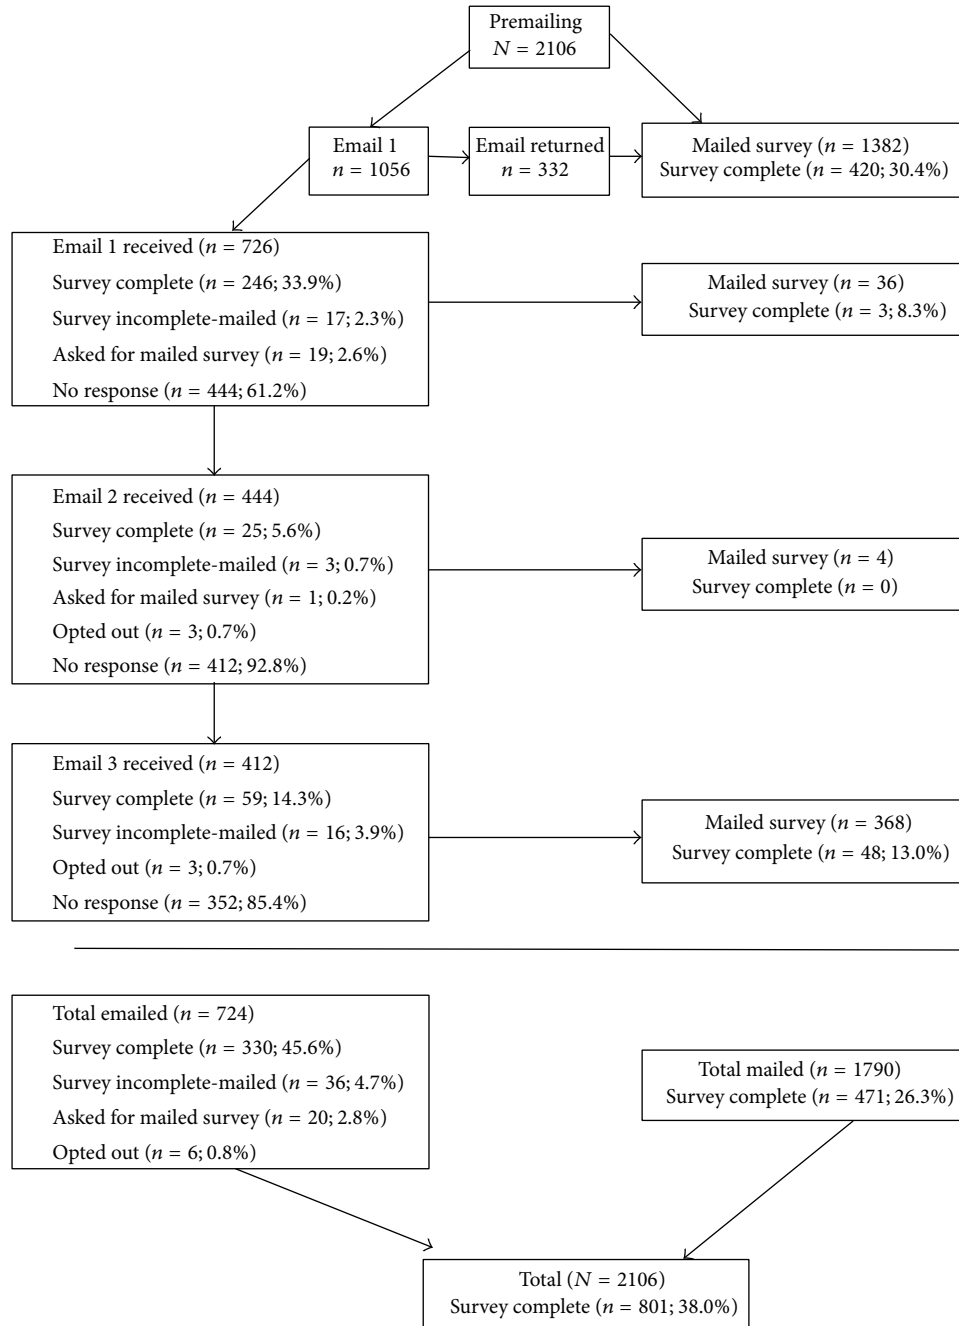 Premailing
N = 2106
Email 1
n = 1056
Email returned
n = 332
Mailed survey (n = 1382)
Survey complete (n = 420; 30.4%)
Email 1 received (n = 726)
Survey complete (n = 246; 33.9%)
Survey incomplete-mailed (n = 17; 2.3%)
Asked for mailed survey (n = 19; 2.6%)
No response (n = 444; 61.2%)
Mailed survey (n = 36)
Survey complete (n = 3; 8.3%)
Email 2 received (n = 444)
Survey complete (n = 25; 5.6%)
Survey incomplete-mailed (n = 3; 0.7%)
Asked for mailed survey (n = 1; 0.2%)
Opted out (n = 3; 0.7%)
No response (n = 412; 92.8%)
Mailed survey (n = 4)
Survey complete (n = 0)
Email 3 received (n = 412)
Survey complete (n = 59; 14.3%)
Survey incomplete-mailed (n = 16; 3.9%)
Opted out (n = 3; 0.7%)
No response (n = 352; 85.4%)
Mailed survey (n = 368)
Survey complete (n = 48; 13.0%)
Total emailed (n = 724)
Survey complete (n = 330; 45.6%)
Survey incomplete-mailed (n = 36; 4.7%)
Asked for mailed survey (n = 20; 2.8%)
Opted out (n = 6; 0.8%)
Total mailed (n = 1790)
Survey complete (n = 471; 26.3%)
Total (N = 2106)
Survey complete (n = 801; 38.0%)